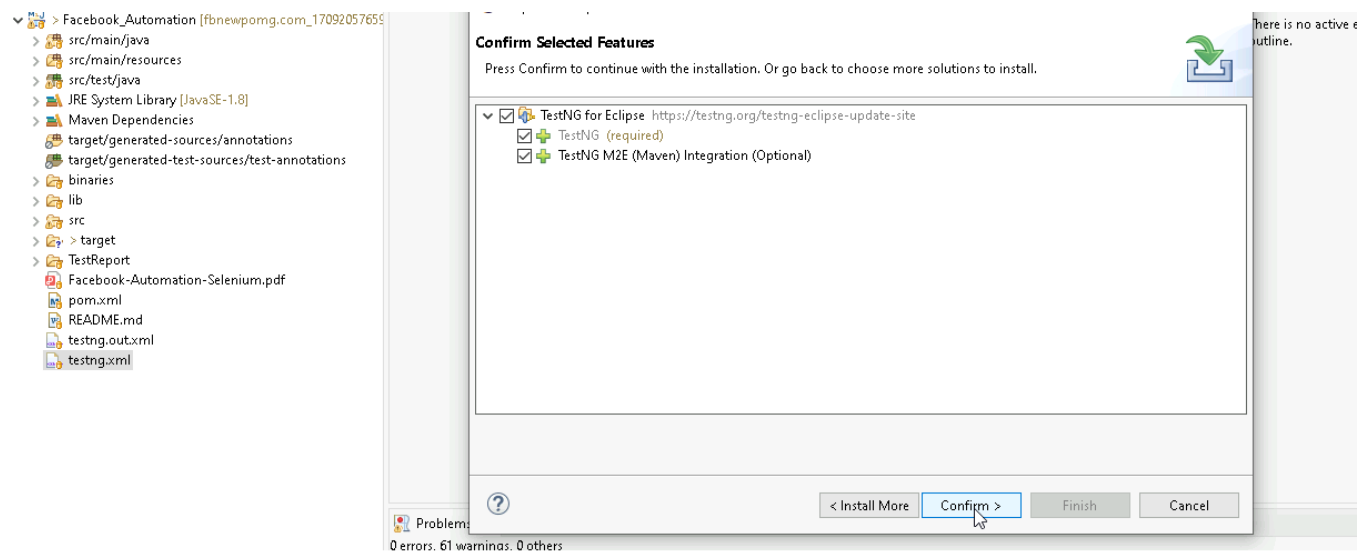 > Facebook_Automation [fbnewpomg.com_17092057659
src/main/java
src/main/resources
src/test/java
JRE System Library [JavaSE-1.8]
Maven Dependencies
target/generated-sources/annotations
target/generated-test-sources/test-annotations
binaries
lib
src
> target
TestReport
Facebook-Automation-Selenium.pdf
pom.xml
README.md
testng.out.xml
testng.xml
Confirm Selected Features
Press Confirm to continue with the installation. Or go back to choose more solutions to install.
TestNG for Eclipse https://testng.org/testng-eclipse-update-site
TestNG (required)
TestNG M2E (Maven) Integration (Optional)
< Install More
Confirm >
Finish
Cancel
There is no active e
outline.
Problem
0 errors, 61 warnings, 0 others